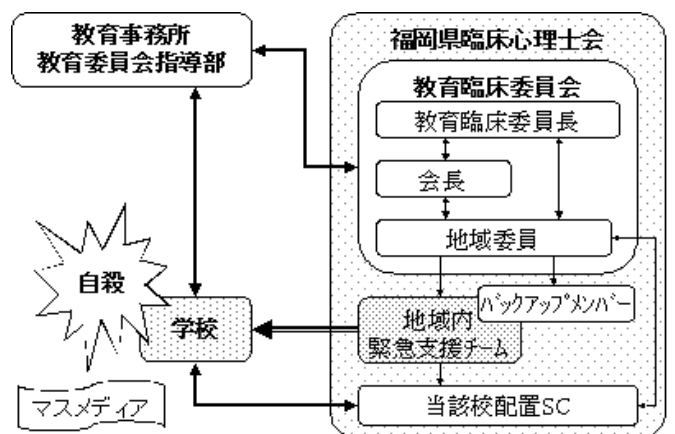 教育事務所
教育委員会指導部
福岡県臨床心理士会
教育臨床委員会
教育臨床委員長
会長
地域委員
自殺
学校
地域内
緊急支援ﾁｰﾑ
ﾊﾞｯｸｱｯﾌﾟﾒﾝﾊﾞｰ
マスメディア
当該校配置SC